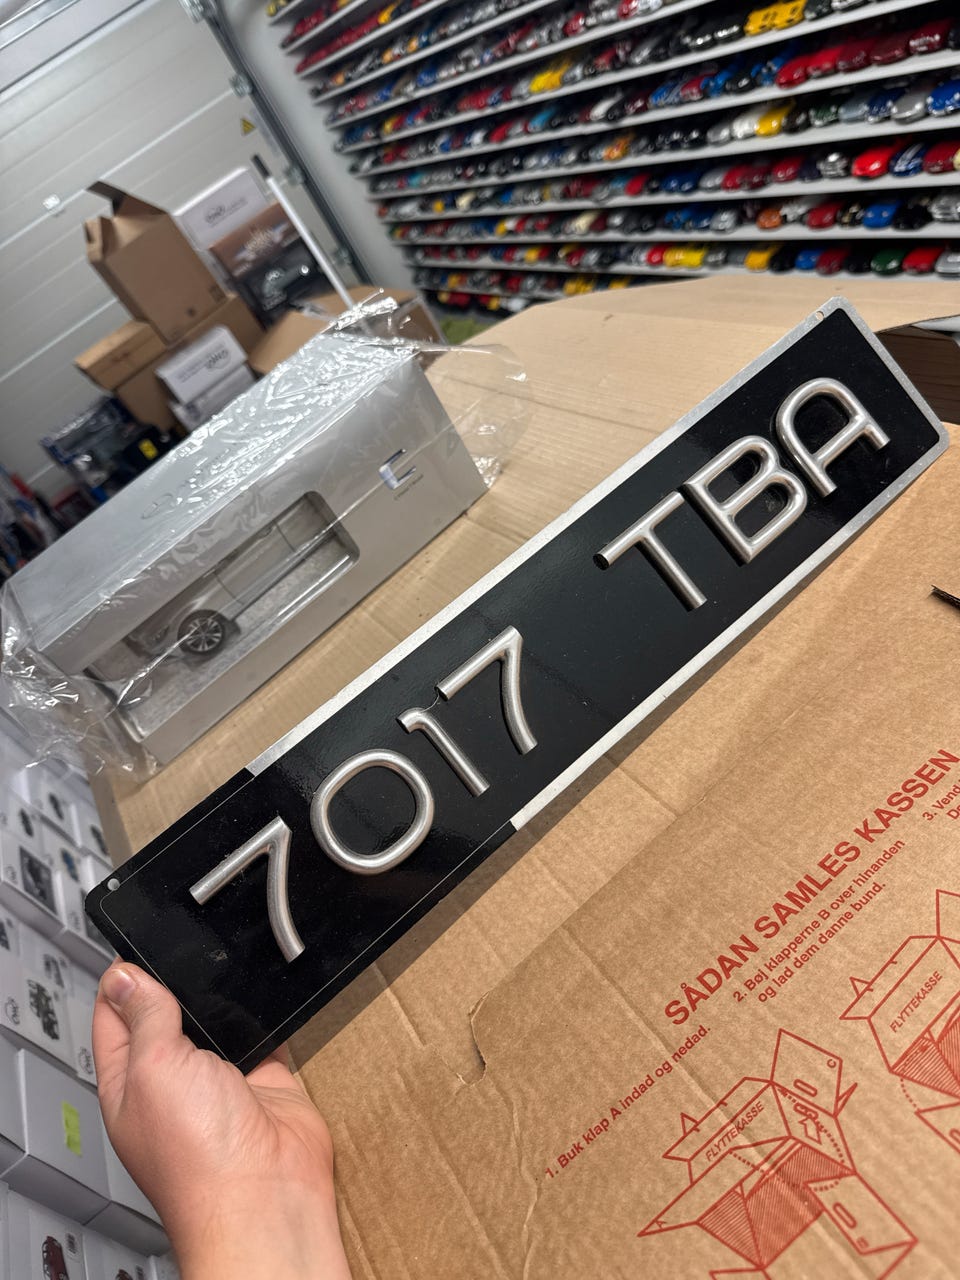 7017 TBA
SÅDAN SAMLES KASSEN
1. Buk klap A indad og nedad.
2. Bøj klapperne B over hinanden
og lad dem danne bund.
3. Vend
FLYTTEKASSE
FLYTTEKASSE